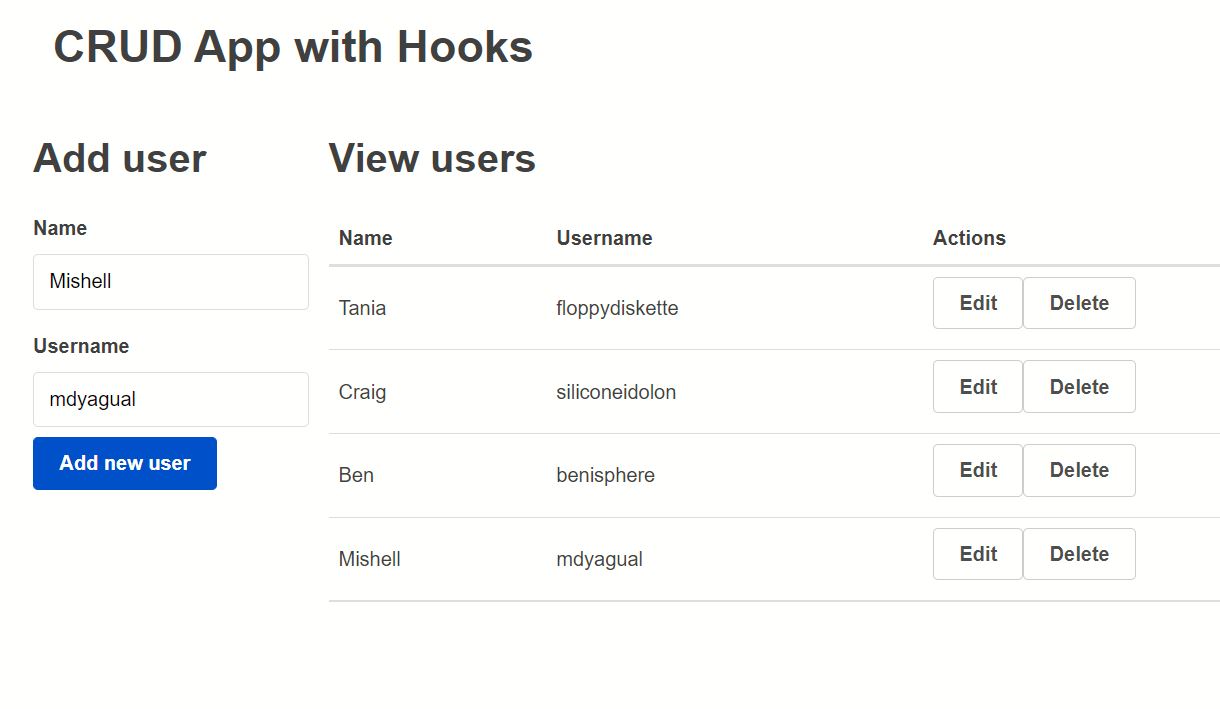 CRUD App with Hooks
Add user
Name
Mishell
Username
mdyagual
Add new user
View users
Name Username Actions
Tania floppydiskette Edit Delete
Craig siliconeidolon Edit Delete
Ben benisphere Edit Delete
Mishell mdyagual Edit Delete